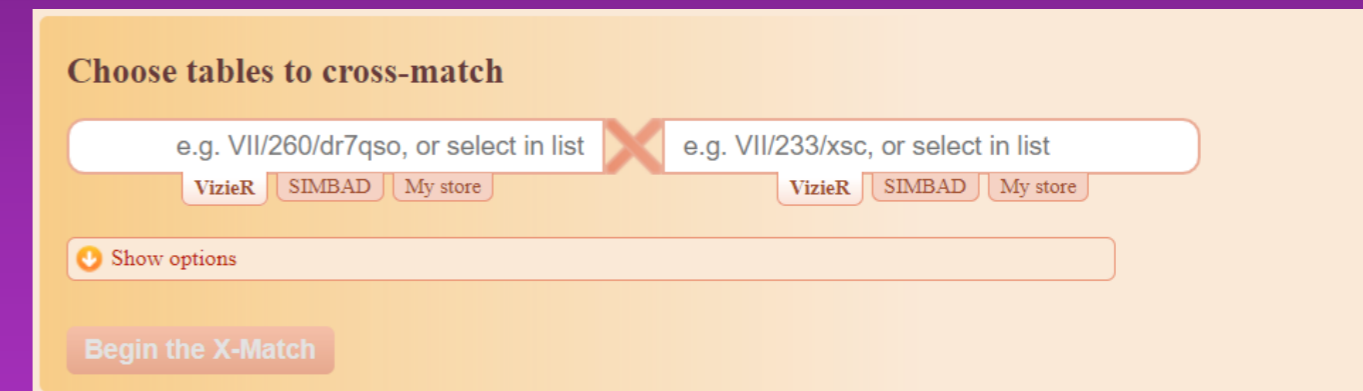 Choose tables to cross-match
e.g. VII/260/dr7qso, or select in list e.g. VII/233/xsc, or select in list
VizieR SIMBAD My store VizieR SIMBAD My store
Show options
Begin the X-Match